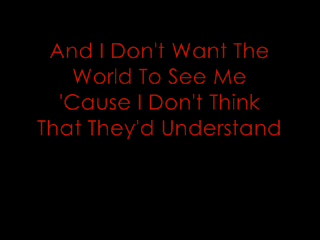 And I Don't Want The
World To See Me
'Cause I Don't Think
That They'd Understand